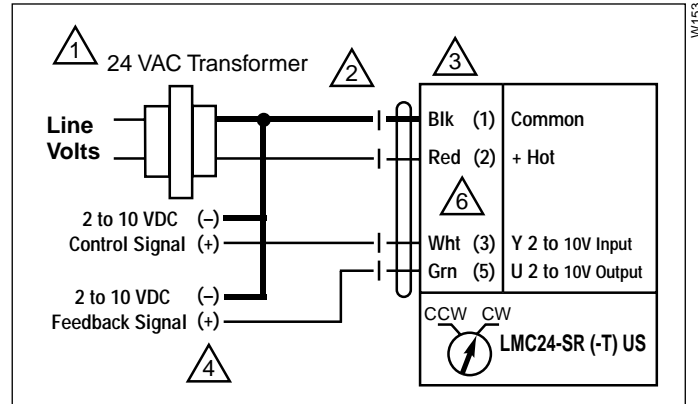 W153
1
24 VAC Transformer
2
3
Line
Volts
Blk (1) Common
Red (2) + Hot
6
2 to 10 VDC (–)
Control Signal (+)
Wht (3) Y 2 to 10V Input
Grn (5) U 2 to 10V Output
2 to 10 VDC (–)
Feedback Signal (+)
4
CCW CW
LMC24-SR (-T) US